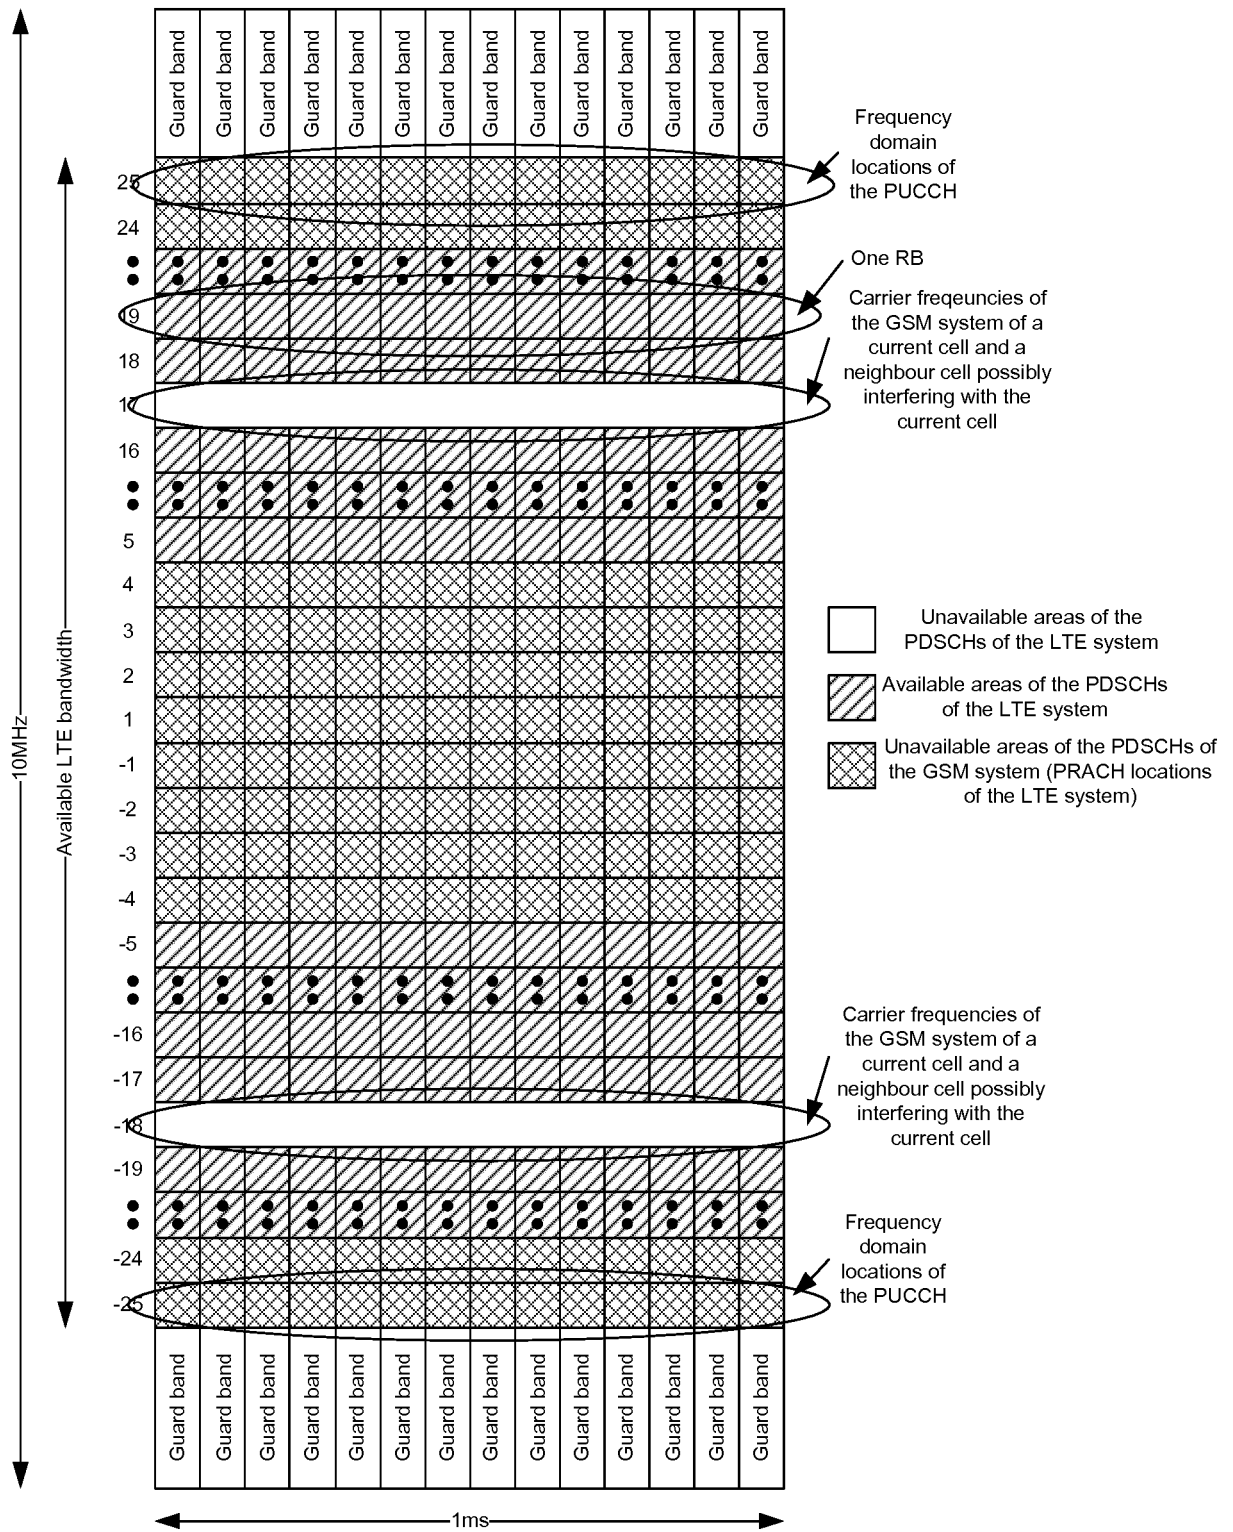 Guard band Guard band Guard band Guard band Guard band Guard band Guard band Guard band Guard band Guard band Guard band Guard band Guard band Guard band
Frequency
domain
locations of
the PUCCH
25
24
One RB
Carrier freqeuncies of
the GSM system of a
current cell and a
neighbour cell possibly
interfering with the
current cell
19
18
17
16
5
4
3
2
1
-1
-2
-3
-4
-5
-16
-17
-18
-19
-24
-25
10MHz
Available LTE bandwidth
Unavailable areas of the
PDSCHs of the LTE system
Available areas of the PDSCHs
of the LTE system
Unavailable areas of the PDSCHs of
the GSM system (PRACH locations
of the LTE system)
Carrier frequencies of
the GSM system of a
current cell and a
neighbour cell possibly
interfering with the
current cell
Frequency
domain
locations of
the PUCCH
Guard band Guard band Guard band Guard band Guard band Guard band Guard band Guard band Guard band Guard band Guard band Guard band Guard band Guard band
1ms